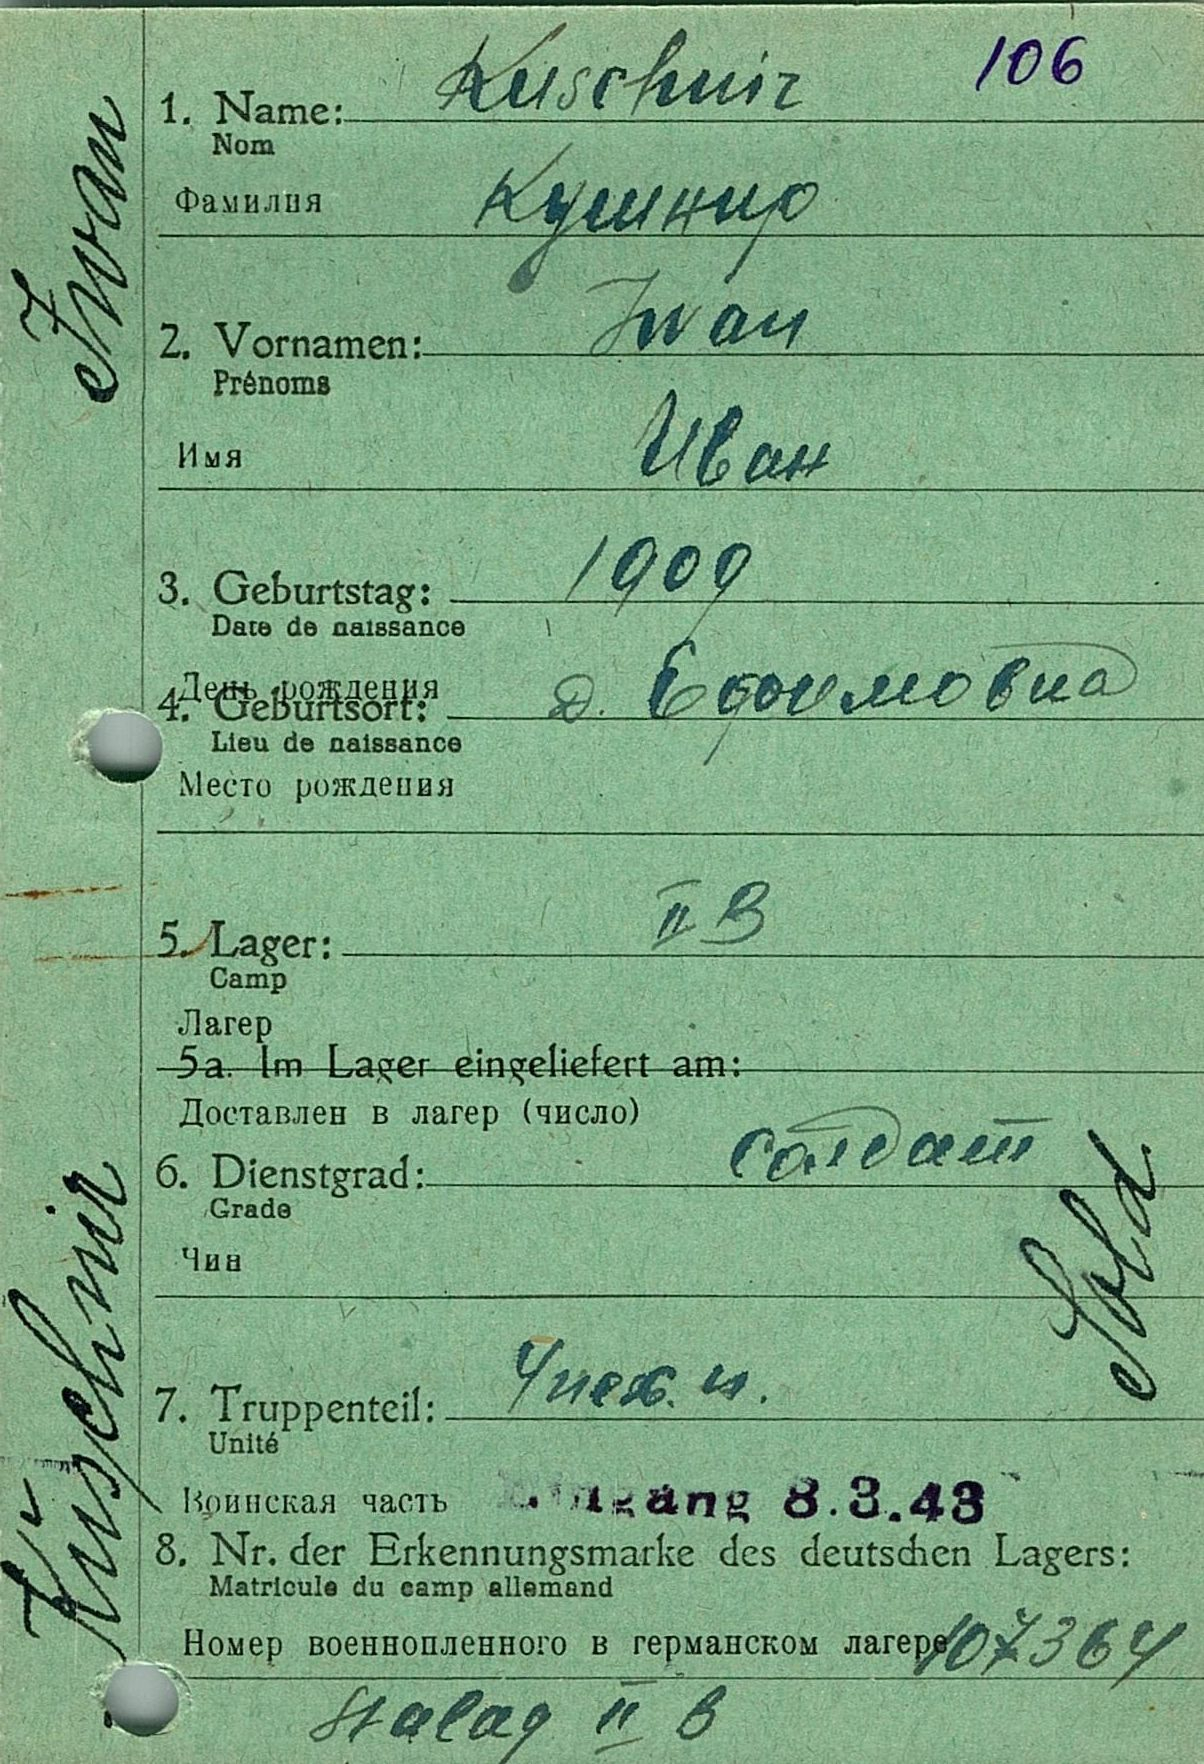 106
1. Name: Kuschnir
Nom
Фамилия Кушнир
2. Vornamen: Iwan
Prénoms
Имя Иван
3. Geburtstag: 1909
Date de naissance
День рождения
4. Geburtsort: д. Ефимовка
Lieu de naissance
Место рождения
5. Lager: II B
Camp
Лагер
5a. Im Lager eingeliefert am:
Доставлен в лагер (число)
6. Dienstgrad: солдат
Grade
Чин
Sold
7. Truppenteil:
Unité
Воинская часть Eingang 8.3.43
8. Nr. der Erkennungsmarke des deutschen Lagers:
Matricule du camp allemand
Номер военнопленного в германском лагере 107364
Stalag II B
Kuschnir Iwan